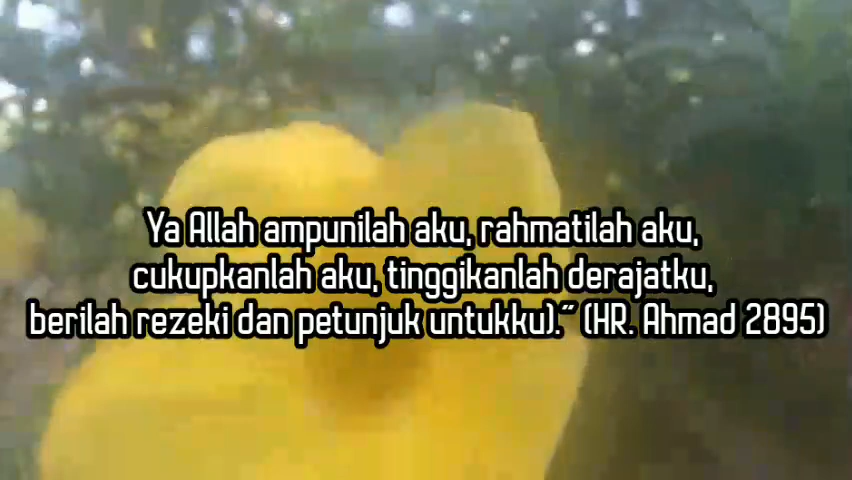 Ya Allah ampunilah aku, rahmatilah aku,
cukupkanlah aku, tinggikanlah derajatku,
berilah rezeki dan petunjuk untukku).” (HR. Ahmad 2895)